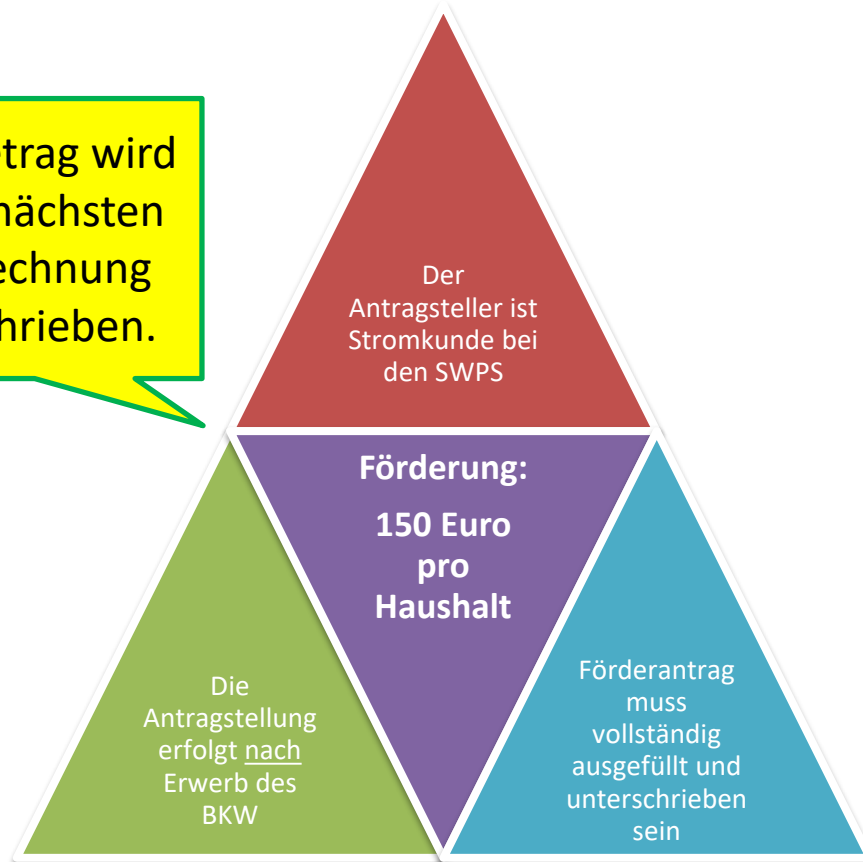 etrag wird
nächsten
echnung
hrieben.
Der
Antragsteller ist
Stromkunde bei
den SWPS
Förderung:
150 Euro
pro
Haushalt
Die
Antragstellung
erfolgt nach
Erwerb des
BKW
Förderantrag
muss
vollständig
ausgefüllt und
unterschrieben
sein